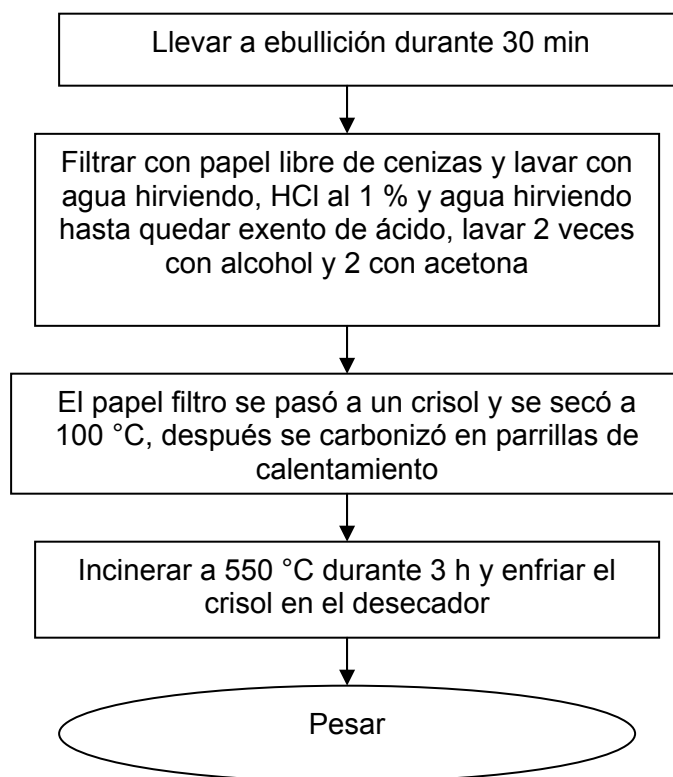 Llevar a ebullición durante 30 min
Filtrar con papel libre de cenizas y lavar con
agua hirviendo, HCl al 1 % y agua hirviendo
hasta quedar exento de ácido, lavar 2 veces
con alcohol y 2 con acetona
El papel filtro se pasó a un crisol y se secó a
100 °C, después se carbonizó en parrillas de
calentamiento
Incinerar a 550 °C durante 3 h y enfriar el
crisol en el desecador
Pesar